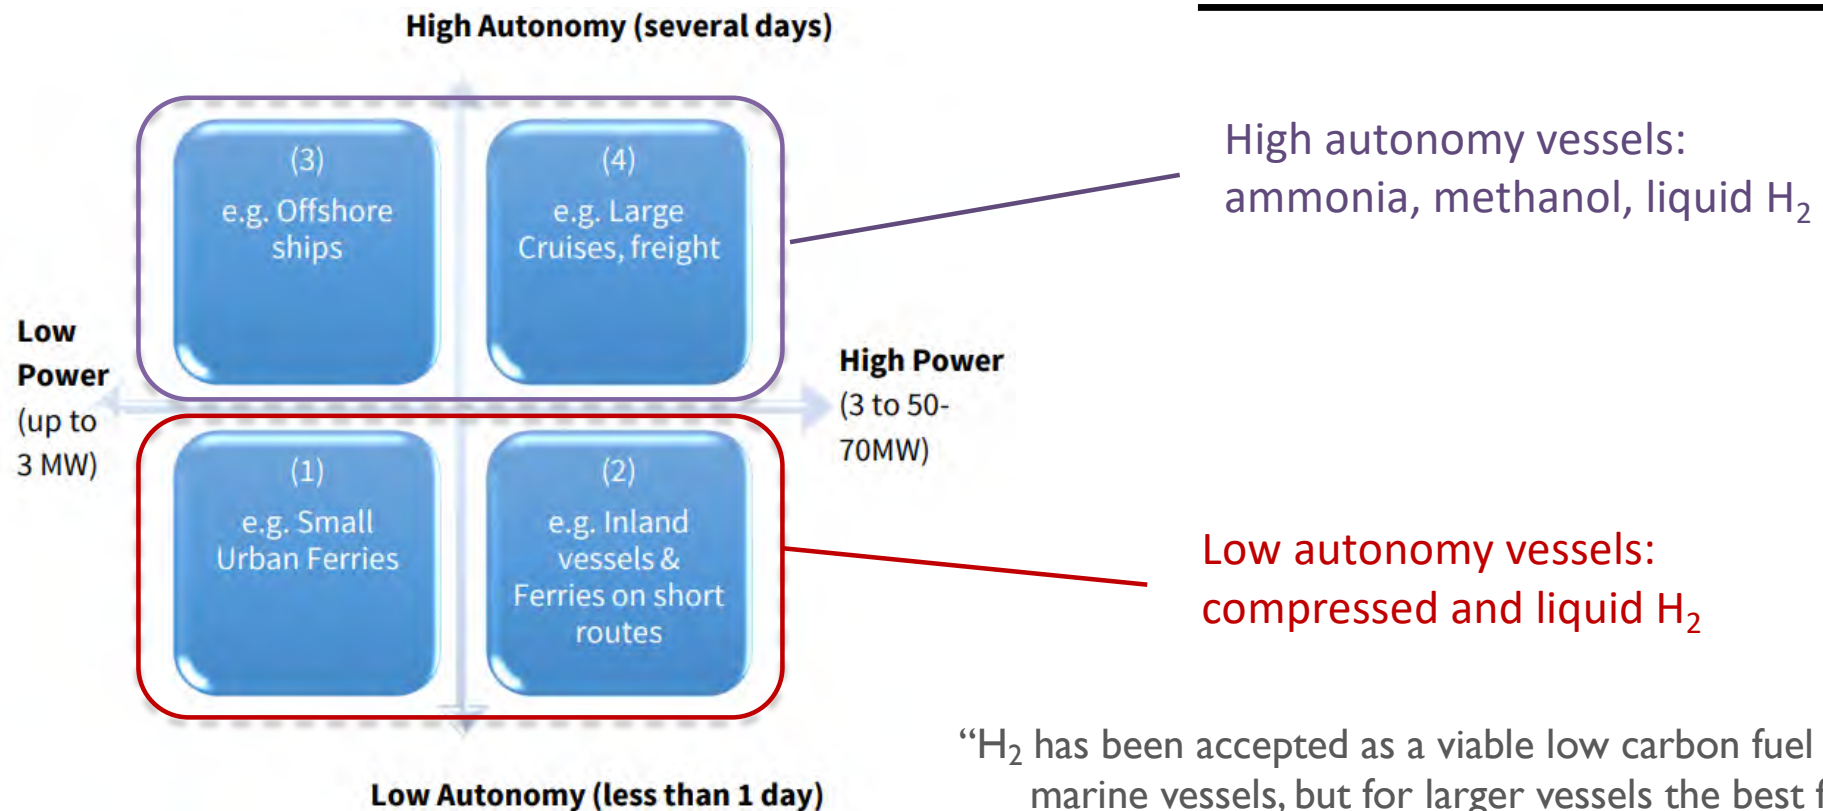 High Autonomy (several days)
(3)
e.g. Offshore
ships
(4)
e.g. Large
Cruises, freight
High autonomy vessels:
ammonia, methanol, liquid H₂
Low
Power
(up to
3 MW)
High Power
(3 to 50-
70MW)
(1)
e.g. Small
Urban Ferries
(2)
e.g. Inland
vessels &
Ferries on short
routes
Low autonomy vessels:
compressed and liquid H₂
Low Autonomy (less than 1 day)
“H₂ has been accepted as a viable low carbon fuel
marine vessels, but for larger vessels the best